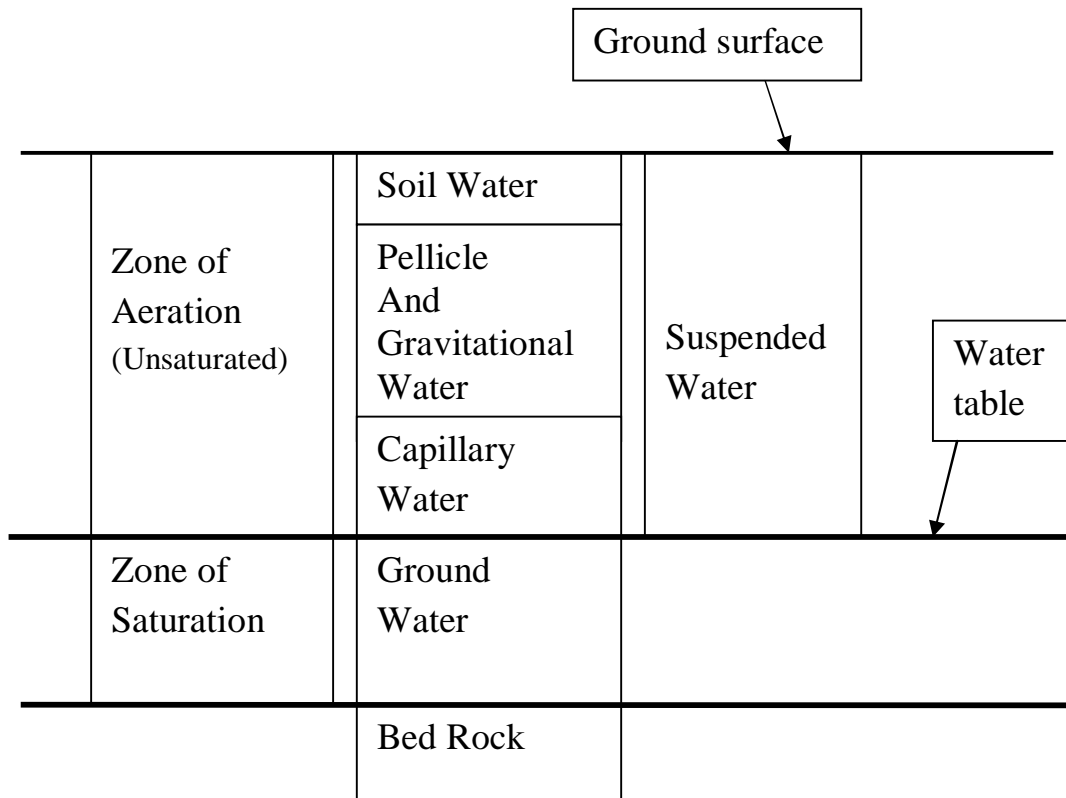 Ground surface
Zone of
Aeration
(Unsaturated)
Soil Water
Pellicle
And
Gravitational
Water
Capillary
Water
Suspended
Water
Water
table
Zone of
Saturation
Ground
Water
Bed Rock